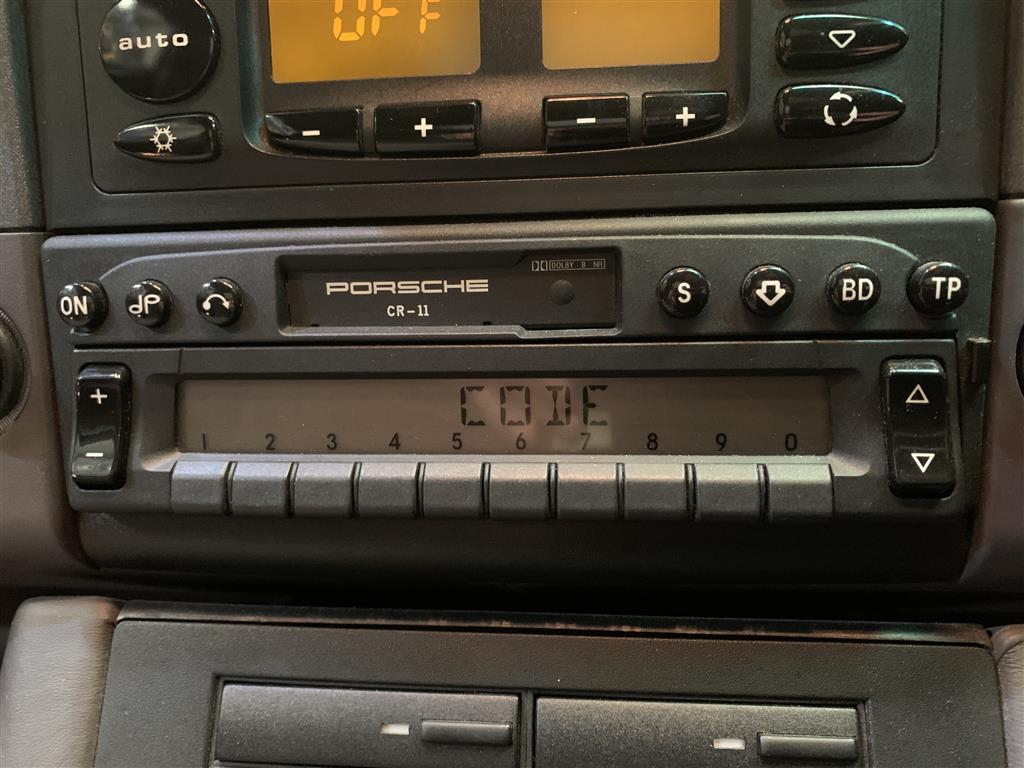 OFF
auto
- +
- +
DOLBY B NR
PORSCHE
CR-11
ON
S
BD
TP
+
-
CODE
1 2 3 4 5 6 7 8 9 0